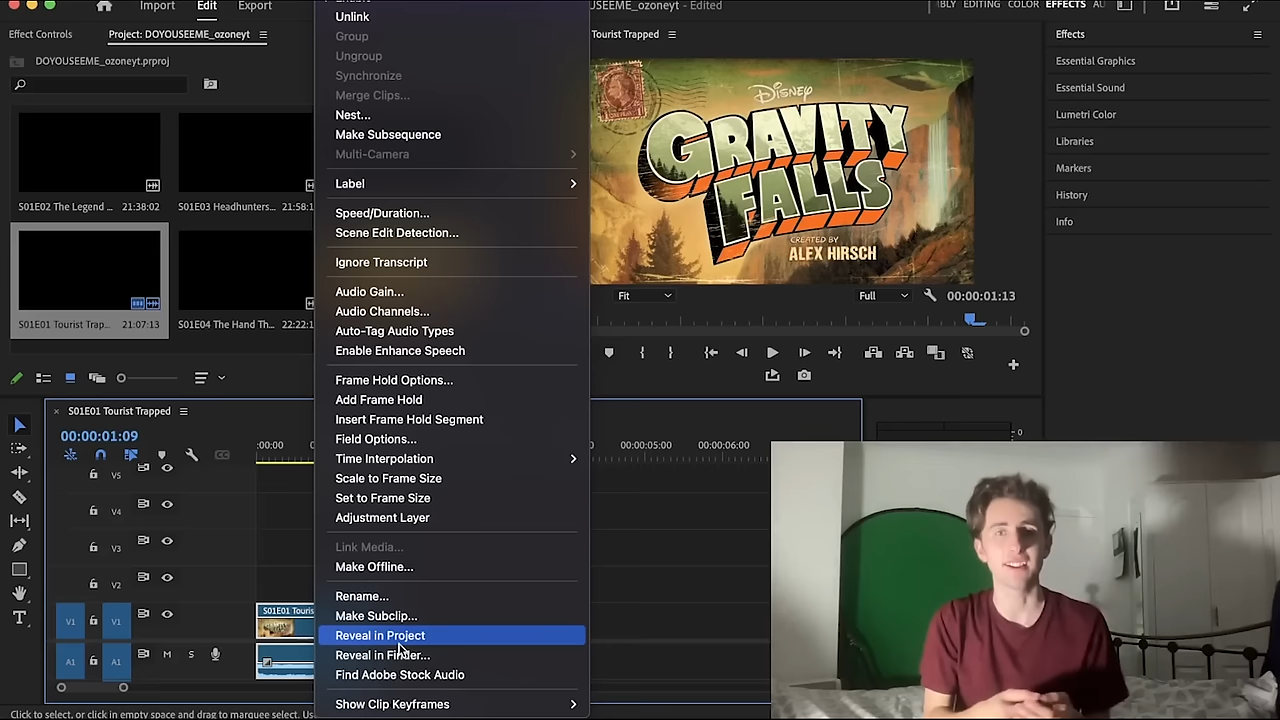 Import
Edit
Export
OYUSEEME_ozoneyt - Edited
BLY
EDITING
COLOR
EFFECTS
AU
Effect Controls
Project: DOYOUSEEME_ozoneyt
DOYOUSEEME_ozoneyt.prproj
S01E02 The Legend ...
21:38:02
S01E03 Headhunters...
21:58:1
S01E01 Tourist Trap...
21:07:13
S01E04 The Hand Th...
22:22:1
Unlink
Group
Ungroup
Synchronize
Merge Clips...
Nest...
Make Subsequence
Multi-Camera
Label
Speed/Duration...
Scene Edit Detection...
Ignore Transcript
Audio Gain...
Audio Channels...
Auto-Tag Audio Types
Enable Enhance Speech
Frame Hold Options...
Add Frame Hold
Insert Frame Hold Segment
Field Options...
Time Interpolation
Scale to Frame Size
Set to Frame Size
Adjustment Layer
Link Media...
Make Offline...
Rename...
Make Subclip...
Reveal in Project
Reveal in Finder...
Find Adobe Stock Audio
Show Clip Keyframes
Tourist Trapped
Disney
GRAVITY
FALLS
CREATED BY
ALEX HIRSCH
Fit
Full
00:00:01:13
Effects
Essential Graphics
Essential Sound
Lumetri Color
Libraries
Markers
History
Info
S01E01 Tourist Trapped
00:00:01:09
:00:00
00:00:05:00
00:00:06:00
0
V5
V4
V3
V2
V1
V1
S01E01 Touris
A1
A1
M
S
Click to select, or click in empty space and drag to marquee select. Us